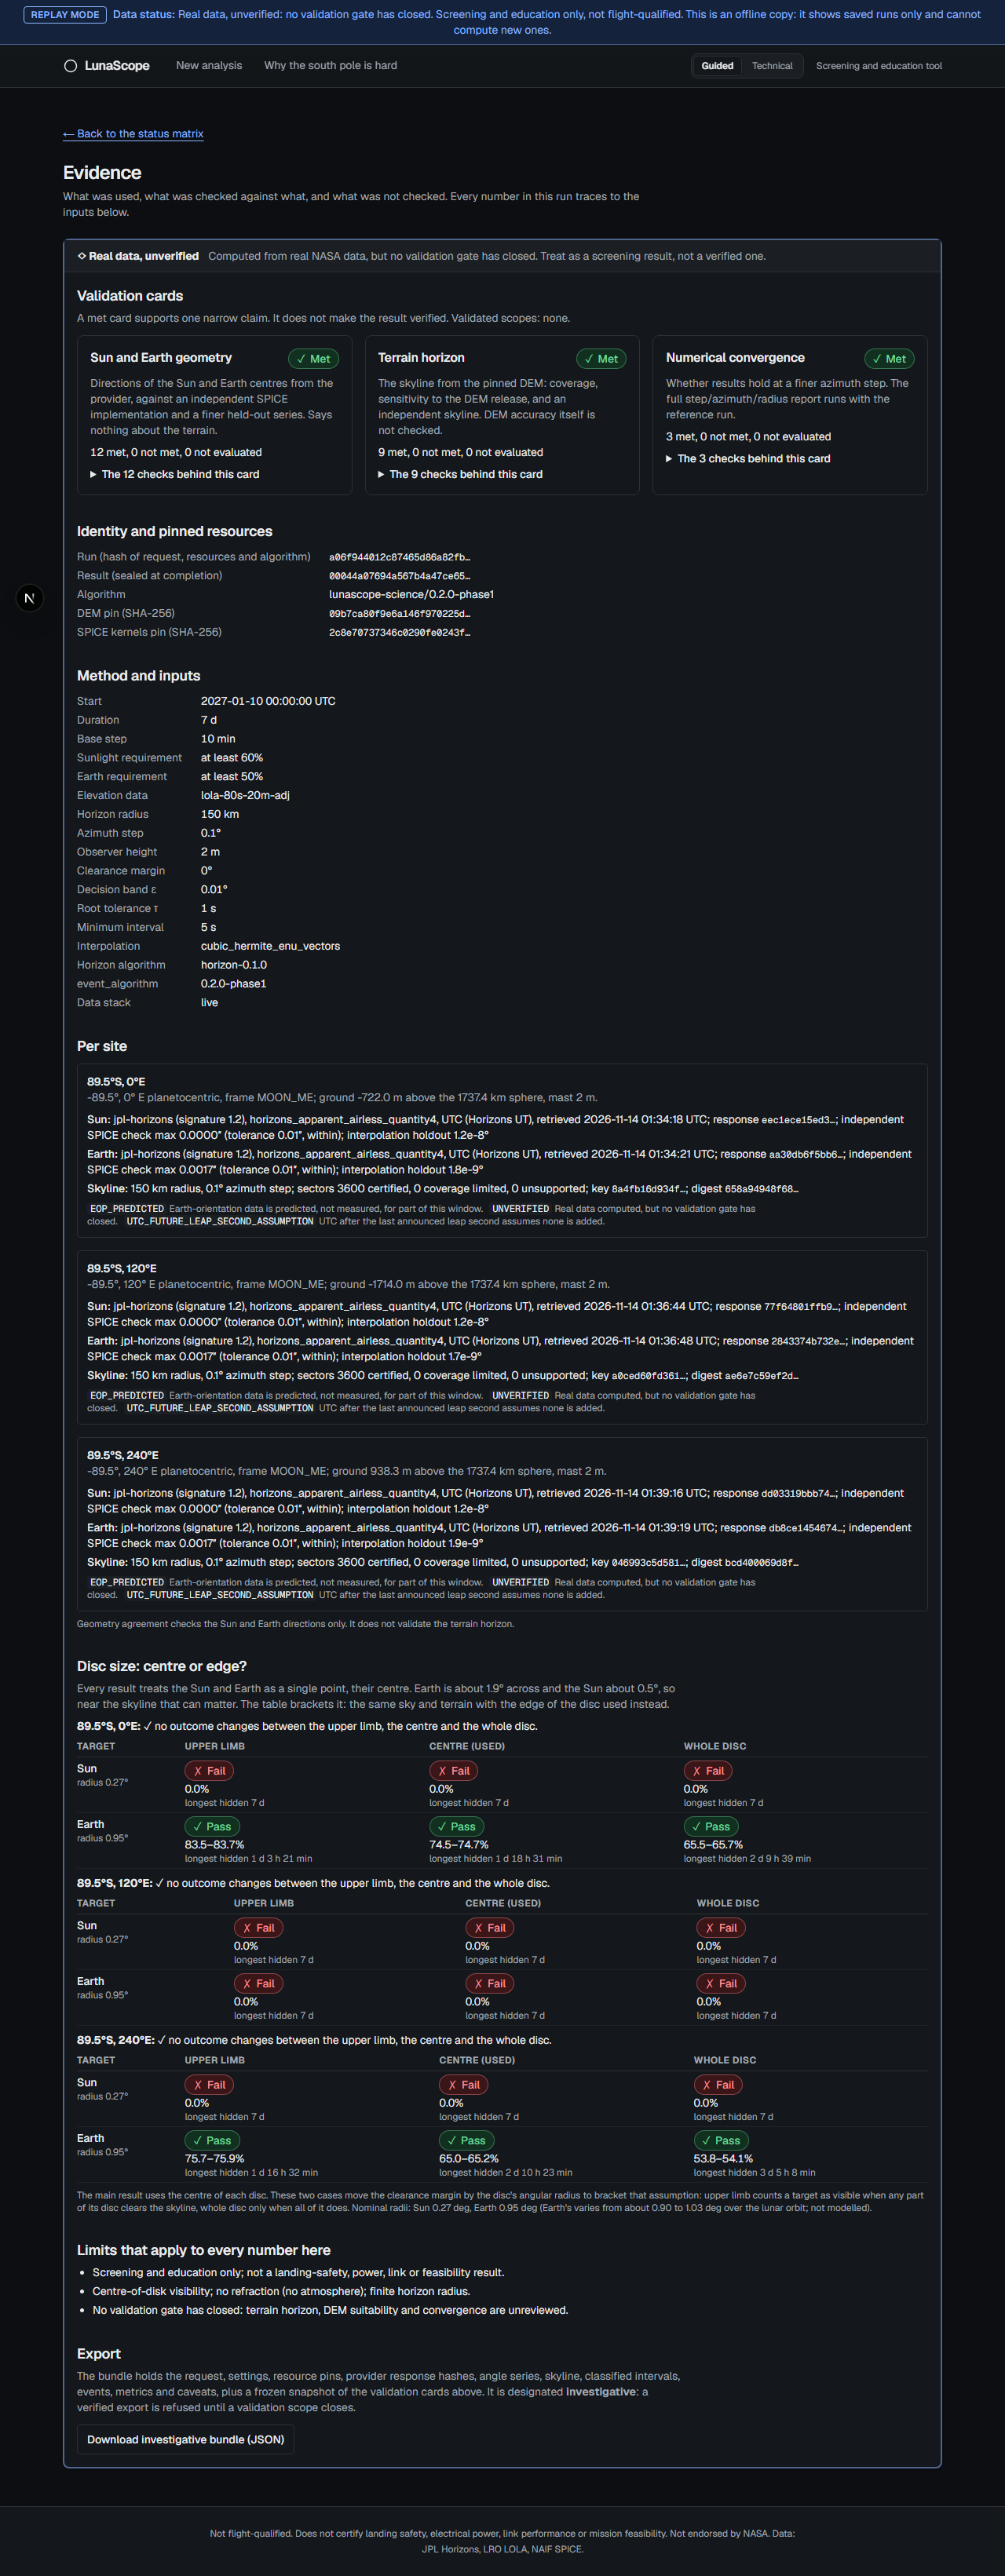 REPLAY MODE Data status: Real data, unverified: no validation gate has closed. Screening and education only, not flight-qualified. This is an offline copy: it shows saved runs only and cannot
compute new ones.
LunaScope New analysis Why the south pole is hard Guided Technical Screening and education tool
← Back to the status matrix
Evidence
What was used, what was checked against what, and what was not checked. Every number in this run traces to the
inputs below.
◇ Real data, unverified Computed from real NASA data, but no validation gate has closed. Treat as a screening result, not a verified one.
Validation cards
A met card supports one narrow claim. It does not make the result verified. Validated scopes: none.
Sun and Earth geometry ✓ Met
Directions of the Sun and Earth centres from the
provider, against an independent SPICE
implementation and a finer held-out series. Says
nothing about the terrain.
12 met, 0 not met, 0 not evaluated
▶ The 12 checks behind this card
Terrain horizon ✓ Met
The skyline from the pinned DEM: coverage,
sensitivity to the DEM release, and an
independent skyline. DEM accuracy itself is
not checked.
9 met, 0 not met, 0 not evaluated
▶ The 9 checks behind this card
Numerical convergence ✓ Met
Whether results hold at a finer azimuth step. The
full step/azimuth/radius report runs with the
reference run.
3 met, 0 not met, 0 not evaluated
▶ The 3 checks behind this card
Identity and pinned resources
Run (hash of request, resources and algorithm) a06f944012c87465d86a82fb…
Result (sealed at completion) 00044a07694a567b4a47ce65…
Algorithm lunascope-science/0.2.0-phase1
DEM pin (SHA-256) 09b7ca80f9e6a146f970225d…
SPICE kernels pin (SHA-256) 2c8e70737346c0290fe0243f…
N
Method and inputs
Start 2027-01-10 00:00:00 UTC
Duration 7 d
Base step 10 min
Sunlight requirement at least 60%
Earth requirement at least 50%
Elevation data lola-80s-20m-adj
Horizon radius 150 km
Azimuth step 0.1°
Observer height 2 m
Clearance margin 0°
Decision band ε 0.01°
Root tolerance τ 1 s
Minimum interval 5 s
Interpolation cubic_hermite_enu_vectors
Horizon algorithm horizon-0.1.0
event_algorithm 0.2.0-phase1
Data stack live
Per site
89.5°S, 0°E
-89.5°, 0° E planetocentric, frame MOON_ME; ground -722.0 m above the 1737.4 km sphere, mast 2 m.
Sun: jpl-horizons (signature 1.2), horizons_apparent_airless_quantity4, UTC (Horizons UT), retrieved 2026-11-14 01:34:18 UTC; response eec1ece15ed3…; independent
SPICE check max 0.0000″ (tolerance 0.01″, within); interpolation holdout 1.2e-8°
Earth: jpl-horizons (signature 1.2), horizons_apparent_airless_quantity4, UTC (Horizons UT), retrieved 2026-11-14 01:34:21 UTC; response aa30db6f5bb6…; independent
SPICE check max 0.0017″ (tolerance 0.01″, within); interpolation holdout 1.8e-9°
Skyline: 150 km radius, 0.1° azimuth step; sectors 3600 certified, 0 coverage limited, 0 unsupported; key 8a4fb16d934f…; digest 658a94948f68…
EOP_PREDICTED Earth-orientation data is predicted, not measured, for part of this window. UNVERIFIED Real data computed, but no validation gate has
closed. UTC_FUTURE_LEAP_SECOND_ASSUMPTION UTC after the last announced leap second assumes none is added.
89.5°S, 120°E
-89.5°, 120° E planetocentric, frame MOON_ME; ground -1714.0 m above the 1737.4 km sphere, mast 2 m.
Sun: jpl-horizons (signature 1.2), horizons_apparent_airless_quantity4, UTC (Horizons UT), retrieved 2026-11-14 01:36:44 UTC; response 77f64801ffb9…; independent
SPICE check max 0.0000″ (tolerance 0.01″, within); interpolation holdout 1.2e-8°
Earth: jpl-horizons (signature 1.2), horizons_apparent_airless_quantity4, UTC (Horizons UT), retrieved 2026-11-14 01:36:48 UTC; response 2843374b732e…; independent
SPICE check max 0.0017″ (tolerance 0.01″, within); interpolation holdout 1.7e-9°
Skyline: 150 km radius, 0.1° azimuth step; sectors 3600 certified, 0 coverage limited, 0 unsupported; key a0ced60fd361…; digest ae6e7c59ef2d…
EOP_PREDICTED Earth-orientation data is predicted, not measured, for part of this window. UNVERIFIED Real data computed, but no validation gate has
closed. UTC_FUTURE_LEAP_SECOND_ASSUMPTION UTC after the last announced leap second assumes none is added.
89.5°S, 240°E
-89.5°, 240° E planetocentric, frame MOON_ME; ground 938.3 m above the 1737.4 km sphere, mast 2 m.
Sun: jpl-horizons (signature 1.2), horizons_apparent_airless_quantity4, UTC (Horizons UT), retrieved 2026-11-14 01:39:16 UTC; response dd03319bbb74…; independent
SPICE check max 0.0000″ (tolerance 0.01″, within); interpolation holdout 1.2e-8°
Earth: jpl-horizons (signature 1.2), horizons_apparent_airless_quantity4, UTC (Horizons UT), retrieved 2026-11-14 01:39:19 UTC; response db8ce1454674…; independent
SPICE check max 0.0017″ (tolerance 0.01″, within); interpolation holdout 1.9e-9°
Skyline: 150 km radius, 0.1° azimuth step; sectors 3600 certified, 0 coverage limited, 0 unsupported; key 046993c5d581…; digest bcd400069d8f…
EOP_PREDICTED Earth-orientation data is predicted, not measured, for part of this window. UNVERIFIED Real data computed, but no validation gate has
closed. UTC_FUTURE_LEAP_SECOND_ASSUMPTION UTC after the last announced leap second assumes none is added.
Geometry agreement checks the Sun and Earth directions only. It does not validate the terrain horizon.
Disc size: centre or edge?
Every result treats the Sun and Earth as a single point, their centre. Earth is about 1.9° across and the Sun about 0.5°, so
near the skyline that can matter. The table brackets it: the same sky and terrain with the edge of the disc used instead.
89.5°S, 0°E: ✓ no outcome changes between the upper limb, the centre and the whole disc.
TARGET UPPER LIMB CENTRE (USED) WHOLE DISC
Sun ✗ Fail ✗ Fail ✗ Fail
radius 0.27° 0.0% 0.0% 0.0%
longest hidden 7 d longest hidden 7 d longest hidden 7 d
Earth ✓ Pass ✓ Pass ✓ Pass
radius 0.95° 83.5–83.7% 74.5–74.7% 65.5–65.7%
longest hidden 1 d 3 h 21 min longest hidden 1 d 18 h 31 min longest hidden 2 d 9 h 39 min
89.5°S, 120°E: ✓ no outcome changes between the upper limb, the centre and the whole disc.
TARGET UPPER LIMB CENTRE (USED) WHOLE DISC
Sun ✗ Fail ✗ Fail ✗ Fail
radius 0.27° 0.0% 0.0% 0.0%
longest hidden 7 d longest hidden 7 d longest hidden 7 d
Earth ✗ Fail ✗ Fail ✗ Fail
radius 0.95° 0.0% 0.0% 0.0%
longest hidden 7 d longest hidden 7 d longest hidden 7 d
89.5°S, 240°E: ✓ no outcome changes between the upper limb, the centre and the whole disc.
TARGET UPPER LIMB CENTRE (USED) WHOLE DISC
Sun ✗ Fail ✗ Fail ✗ Fail
radius 0.27° 0.0% 0.0% 0.0%
longest hidden 7 d longest hidden 7 d longest hidden 7 d
Earth ✓ Pass ✓ Pass ✓ Pass
radius 0.95° 75.7–75.9% 65.0–65.2% 53.8–54.1%
longest hidden 1 d 16 h 32 min longest hidden 2 d 10 h 23 min longest hidden 3 d 5 h 8 min
The main result uses the centre of each disc. These two cases move the clearance margin by the disc's angular radius to bracket that assumption: upper limb counts a target as visible when any part
of its disc clears the skyline, whole disc only when all of it does. Nominal radii: Sun 0.27 deg, Earth 0.95 deg (Earth's varies from about 0.90 to 1.03 deg over the lunar orbit; not modelled).
Limits that apply to every number here
• Screening and education only; not a landing-safety, power, link or feasibility result.
• Centre-of-disk visibility; no refraction (no atmosphere); finite horizon radius.
• No validation gate has closed: terrain horizon, DEM suitability and convergence are unreviewed.
Export
The bundle holds the request, settings, resource pins, provider response hashes, angle series, skyline, classified intervals,
events, metrics and caveats, plus a frozen snapshot of the validation cards above. It is designated investigative: a
verified export is refused until a validation scope closes.
Download investigative bundle (JSON)
Not flight-qualified. Does not certify landing safety, electrical power, link performance or mission feasibility. Not endorsed by NASA. Data:
JPL Horizons, LRO LOLA, NAIF SPICE.